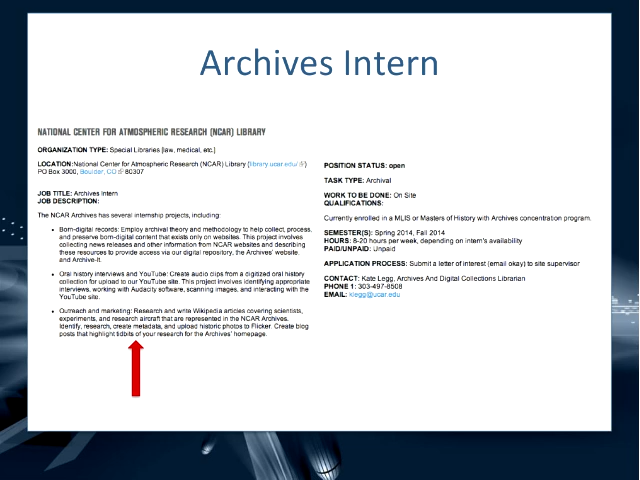 Archives Intern
NATIONAL CENTER FOR ATMOSPHERIC RESEARCH (NCAR) LIBRARY
ORGANIZATION TYPE: Special Libraries [law, medical, etc.]
LOCATION:National Center for Atmospheric Research (NCAR) Library (library.ucar.edu/)
PO Box 3000, Boulder, CO 80307
JOB TITLE: Archives Intern
JOB DESCRIPTION:
The NCAR Archives has several internship projects, including:
• Born-digital records: Employ archival theory and methodology to help collect, process,
and preserve born-digital content that exists only on websites. This project involves
collecting news releases and other information from NCAR websites and describing
these resources to provide access via our digital repository, the Archives' website,
and Archive-It.
• Oral history interviews and YouTube: Create audio clips from a digitized oral history
collection for upload to our YouTube site. This project involves identifying appropriate
interviews, working with Audacity software, scanning images, and interacting with the
YouTube site.
• Outreach and marketing: Research and write Wikipedia articles covering scientists,
experiments, and research aircraft that are represented in the NCAR Archives.
Identify, research, create metadata, and upload historic photos to Flicker. Create blog
posts that highlight tidbits of your research for the Archives' homepage.
POSITION STATUS: open
TASK TYPE: Archival
WORK TO BE DONE: On Site
QUALIFICATIONS:
Currently enrolled in a MLIS or Masters of History with Archives concentration program.
SEMESTER(S): Spring 2014, Fall 2014
HOURS: 8-20 hours per week, depending on intern's availability
PAID/UNPAID: Unpaid
APPLICATION PROCESS: Submit a letter of interest (email okay) to site supervisor
CONTACT: Kate Legg, Archives And Digital Collections Librarian
PHONE 1: 303-497-8508
EMAIL: klegg@ucar.edu